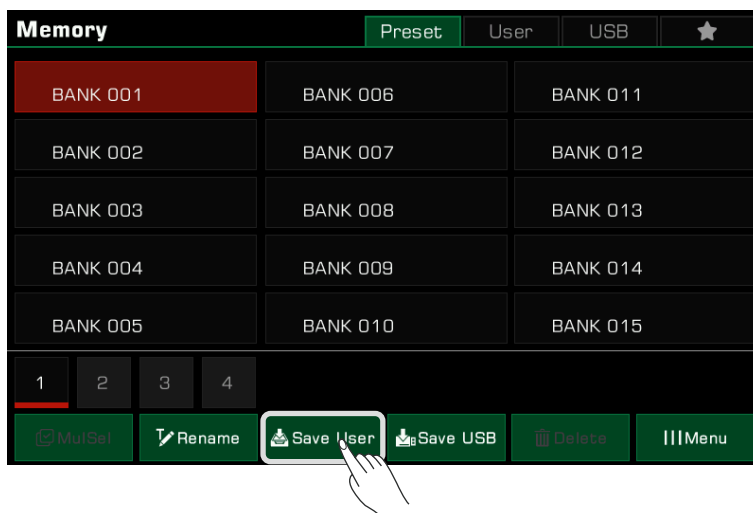 Memory Preset User USB
BANK 001 BANK 006 BANK 011
BANK 002 BANK 007 BANK 012
BANK 003 BANK 008 BANK 013
BANK 004 BANK 009 BANK 014
BANK 005 BANK 010 BANK 015
1 2 3 4
MulSel Rename Save User Save USB Delete Menu